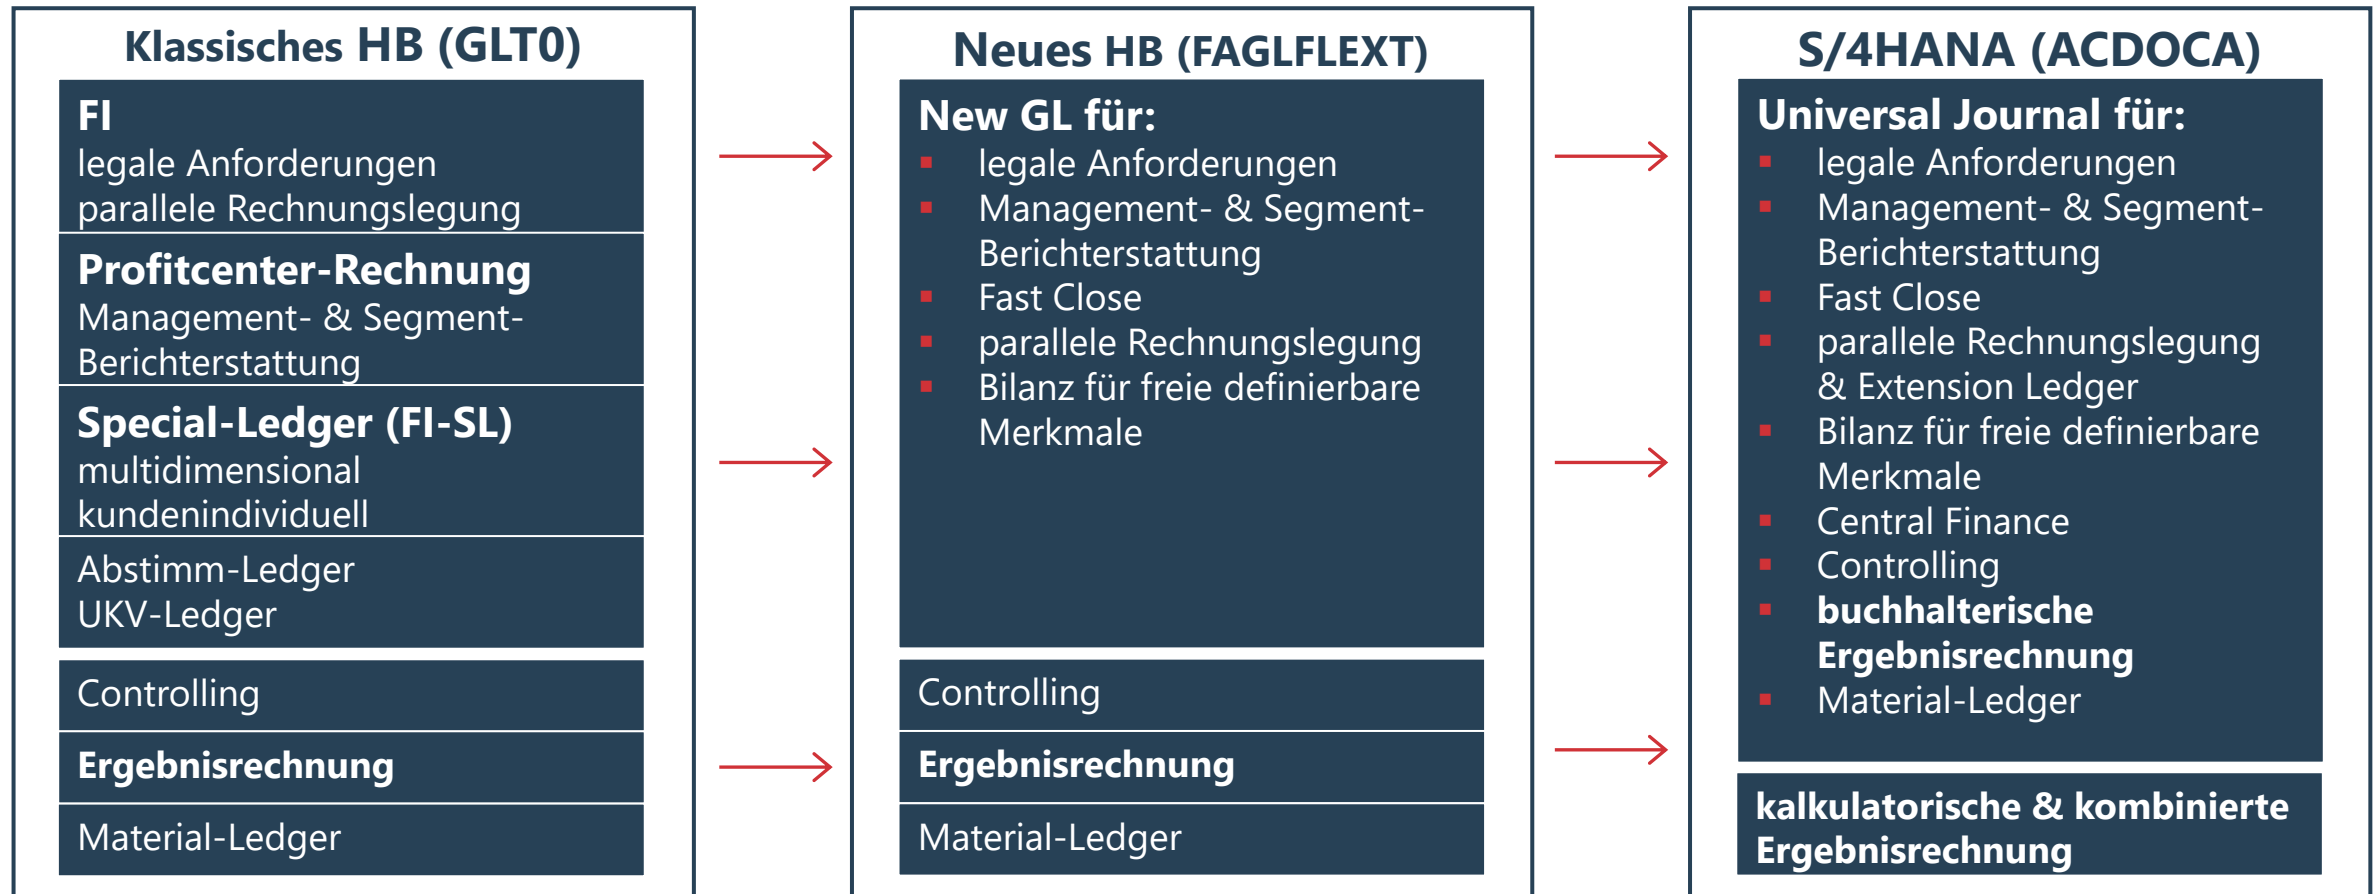 Klassisches HB (GLT0)
FI
legale Anforderungen
parallele Rechnungslegung
Profitcenter-Rechnung
Management- & Segment-
Berichterstattung
Special-Ledger (FI-SL)
multidimensional
kundenindividuell
Abstimm-Ledger
UKV-Ledger
Controlling
Ergebnisrechnung
Material-Ledger
Neues HB (FAGLFLEXT)
New GL für:
▪ legale Anforderungen
▪ Management- & Segment-
Berichterstattung
▪ Fast Close
▪ parallele Rechnungslegung
▪ Bilanz für freie definierbare
Merkmale
Controlling
Ergebnisrechnung
Material-Ledger
S/4HANA (ACDOCA)
Universal Journal für:
▪ legale Anforderungen
▪ Management- & Segment-
Berichterstattung
▪ Fast Close
▪ parallele Rechnungslegung
& Extension Ledger
▪ Bilanz für freie definierbare
Merkmale
▪ Central Finance
▪ Controlling
▪ buchhalterische
Ergebnisrechnung
▪ Material-Ledger
kalkulatorische & kombinierte
Ergebnisrechnung